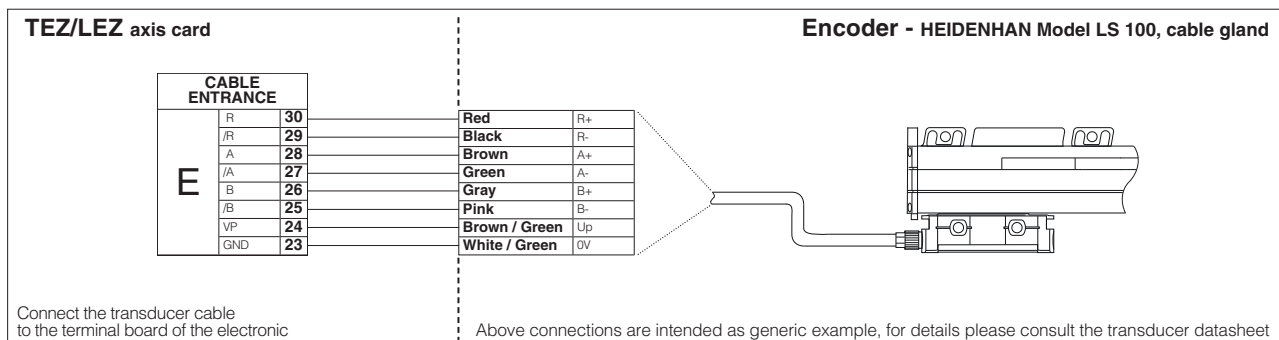 TEZ/LEZ axis card
Encoder - HEIDENHAN Model LS 100, cable gland
CABLE
ENTRANCE
E
R 30 Red R+
/R 29 Black R-
A 28 Brown A+
/A 27 Green A-
B 26 Gray B+
/B 25 Pink B-
VP 24 Brown / Green Up
GND 23 White / Green 0V
Connect the transducer cable
to the terminal board of the electronic
Above connections are intended as generic example, for details please consult the transducer datasheet